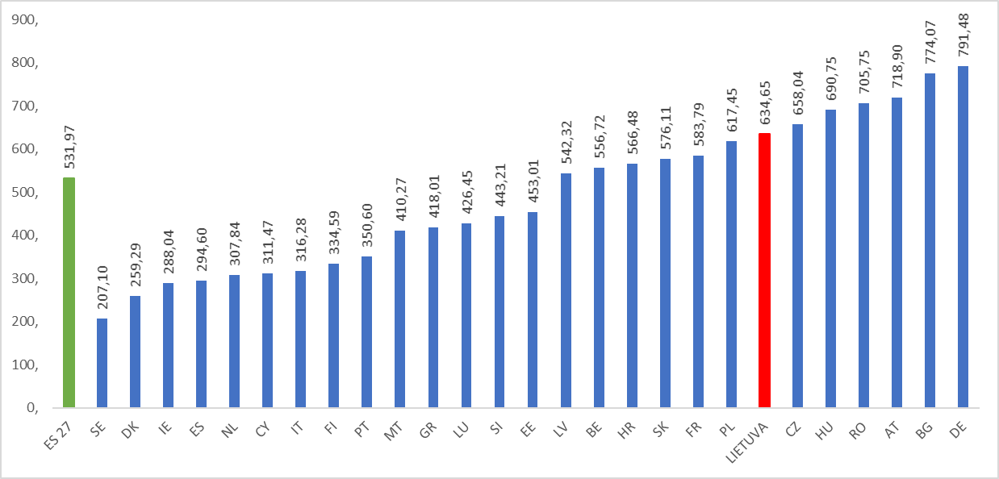 900,
800,
700,
600,
500,
400,
300,
200,
100,
0,
531,97
207,10
259,29
288,04
294,60
307,84
311,47
316,28
334,59
350,60
410,27
418,01
426,45
443,21
453,01
542,32
556,72
566,48
576,11
583,79
617,45
634,65
658,04
690,75
705,75
718,90
774,07
791,48
ES 27
SE
DK
IE
ES
NL
CY
IT
FI
PT
MT
GR
LU
SI
EE
LV
BE
HR
SK
FR
PL
LIETUVA
CZ
HU
RO
AT
BG
DE